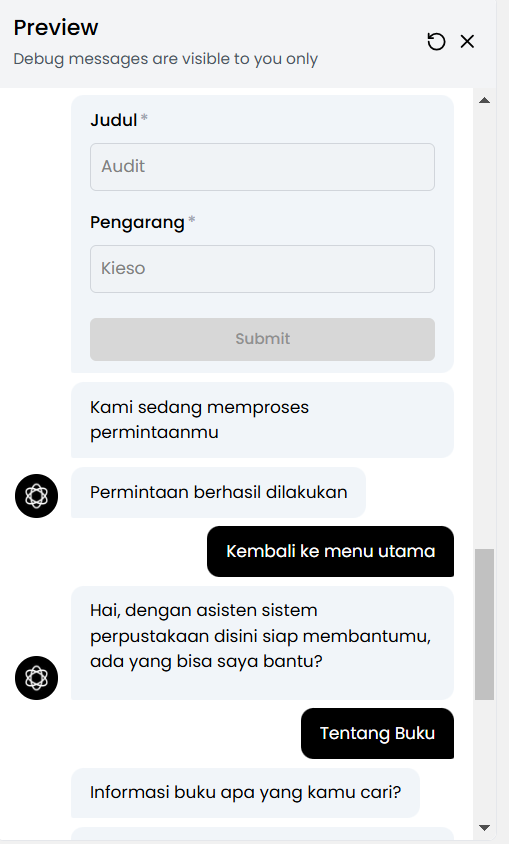 Preview
Debug messages are visible to you only
Judul *
Audit
Pengarang *
Kieso
Submit
Kami sedang memproses
permintaanmu
Permintaan berhasil dilakukan
Kembali ke menu utama
Hai, dengan asisten sistem
perpustakaan disini siap membantumu,
ada yang bisa saya bantu?
Tentang Buku
Informasi buku apa yang kamu cari?